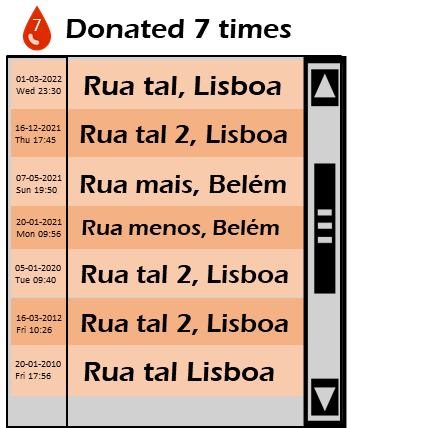 7 Donated 7 times
01-03-2022
Wed 23:30
Rua tal, Lisboa
16-12-2021
Thu 17:45
Rua tal 2, Lisboa
07-05-2021
Sun 19:50
Rua mais, Belém
20-01-2021
Mon 09:56
Rua menos, Belém
05-01-2020
Tue 09:40
Rua tal 2, Lisboa
16-03-2012
Fri 10:26
Rua tal 2, Lisboa
20-01-2010
Fri 17:56
Rua tal Lisboa